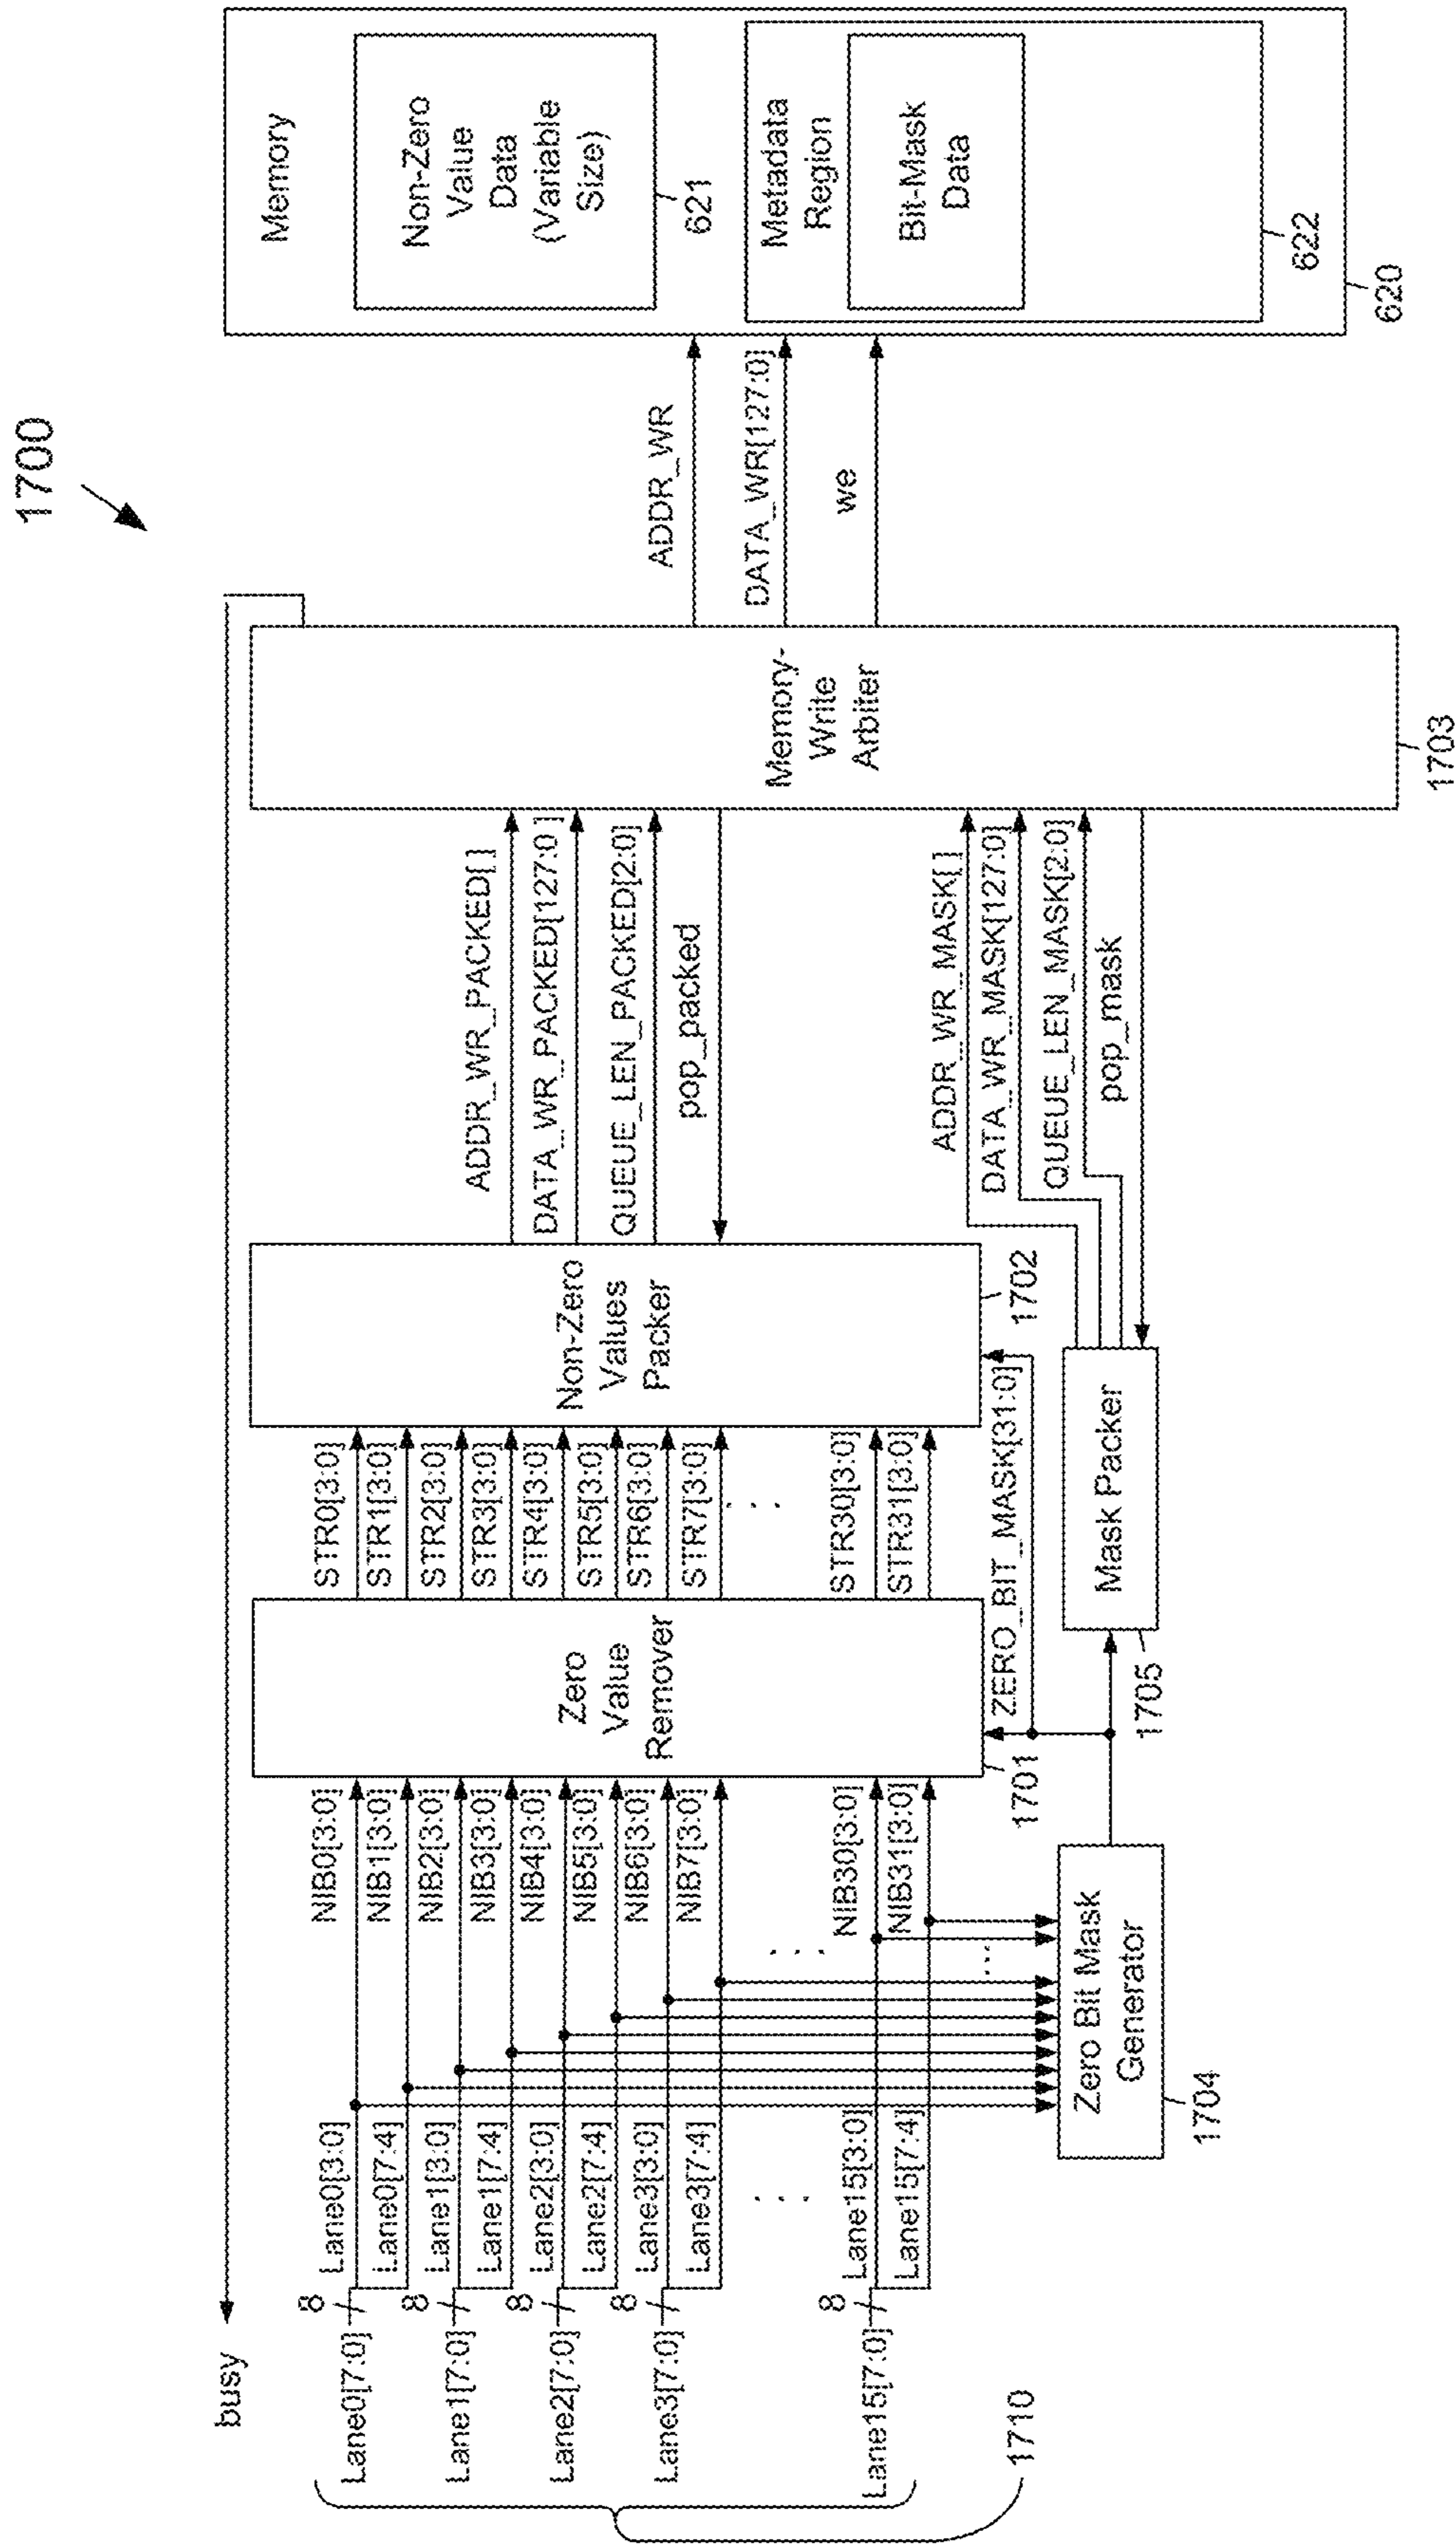 1700
busy
Lane0[7:0]
Lane1[7:0]
Lane2[7:0]
Lane3[7:0]
Lane15[7:0]
1710
8
8
8
8
8
Lane0[3:0]
Lane0[7:4]
Lane1[3:0]
Lane1[7:4]
Lane2[3:0]
Lane2[7:4]
Lane3[3:0]
Lane3[7:4]
. . .
Lane15[3:0]
Lane15[7:4]
NIB0[3:0]
NIB1[3:0]
NIB2[3:0]
NIB3[3:0]
NIB4[3:0]
NIB5[3:0]
NIB6[3:0]
NIB7[3:0]
. . .
NIB30[3:0]
NIB31[3:0]
...
Zero Bit Mask
Generator
1704
Zero
Value
Remover
1701
ZERO_BIT_MASK[31:0]
STR0[3:0]
STR1[3:0]
STR2[3:0]
STR3[3:0]
STR4[3:0]
STR5[3:0]
STR6[3:0]
STR7[3:0]
. . .
STR30[3:0]
STR31[3:0]
Non-Zero
Values
Packer
1702
Mask Packer
1705
ADDR_WR_PACKED[ ]
DATA_WR_PACKED[127:0 ]
QUEUE_LEN_PACKED[2:0]
pop_packed
ADDR_WR_MASK[ ]
DATA_WR_MASK[127:0]
QUEUE_LEN_MASK[2:0]
pop_mask
Memory-
Write
Arbiter
1703
ADDR_WR
DATA_WR[127:0]
we
Memory
Non-Zero
Value
Data
(Variable
Size)
621
Metadata
Region
Bit-Mask
Data
622
620